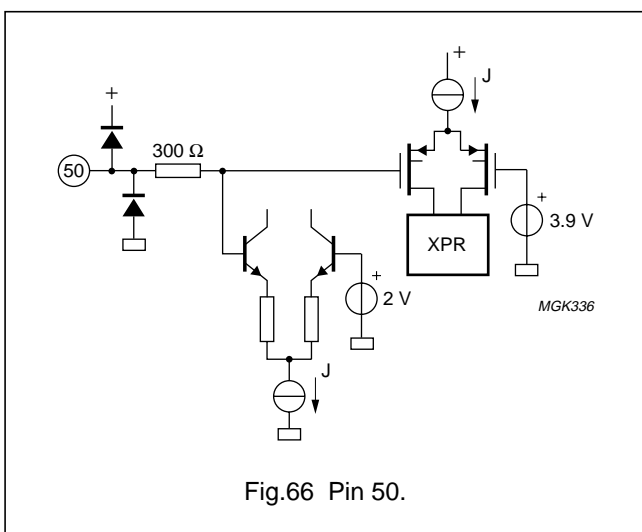 +
J
+
300 Ω
50
+
3.9 V
XPR
+
2 V
MGK336
J
Fig.66 Pin 50.